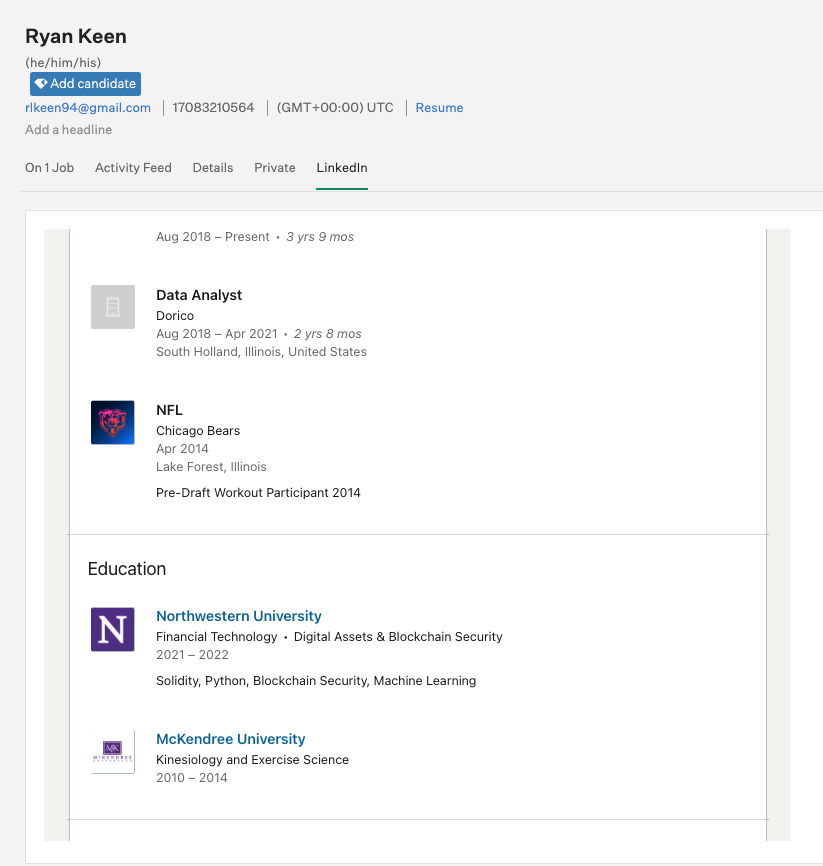 Ryan Keen
(he/him/his)
Add candidate
rlkeen94@gmail.com | 17083210564 | (GMT+00:00) UTC | Resume
Add a headline
On 1 Job Activity Feed Details Private LinkedIn
Aug 2018 – Present • 3 yrs 9 mos
Data Analyst
Dorico
Aug 2018 – Apr 2021 • 2 yrs 8 mos
South Holland, Illinois, United States
NFL
Chicago Bears
Apr 2014
Lake Forest, Illinois
Pre-Draft Workout Participant 2014
Education
N
Northwestern University
Financial Technology • Digital Assets & Blockchain Security
2021 – 2022
Solidity, Python, Blockchain Security, Machine Learning
MK
McKENDREE
UNIVERSITY
McKendree University
Kinesiology and Exercise Science
2010 – 2014